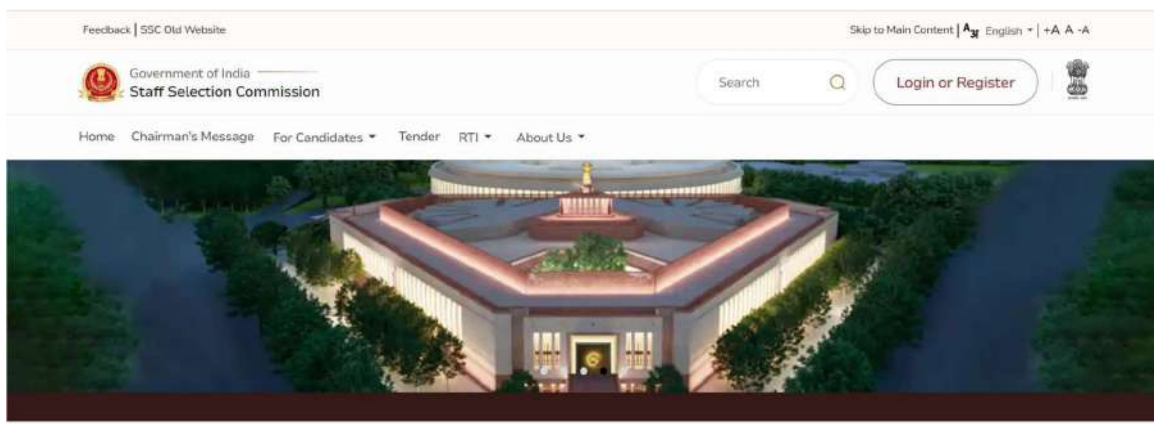 Feedback | SSC Old Website
Skip to Main Content | Aअ English | +A A -A
Government of India
Staff Selection Commission
Search
Login or Register
Home Chairman's Message For Candidates Tender RTI About Us